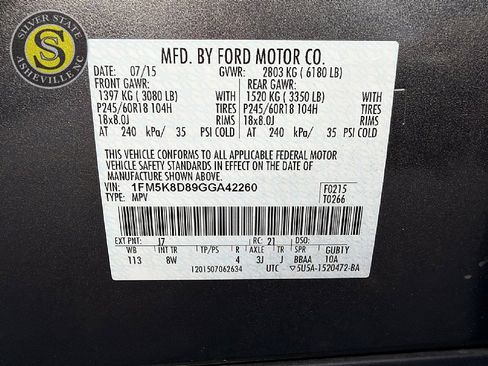 SILVER STATE
S
ASHEVILLE NC
MFD. BY FORD MOTOR CO.
DATE: 07/15 GVWR: 2803 KG ( 6180 LB)
FRONT GAWR: REAR GAWR:
1397 KG ( 3080 LB) 1520 KG ( 3350 LB)
WITH WITH
P245/60R18 104H TIRES P245/60R18 104H TIRES
18x8.0J RIMS 18x8.0J RIMS
AT 240 kPa/ 35 PSI COLD AT 240 kPa/ 35 PSI COLD
THIS VEHICLE CONFORMS TO ALL APPLICABLE FEDERAL MOTOR
VEHICLE SAFETY STANDARDS IN EFFECT ON THE DATE OF
MANUFACTURE SHOWN ABOVE.
VIN: 1FM5K8D89GGA42260 F0215
TYPE: MPV T0266
EXT PNT: J7 RC: 21 DSO:
WB INT TR TP/PS R AXLE TR SPR GUBTY
113 8W 4 3J J BBAA 10A
1201507062634 UTC ▽5U5A-1520472-BA